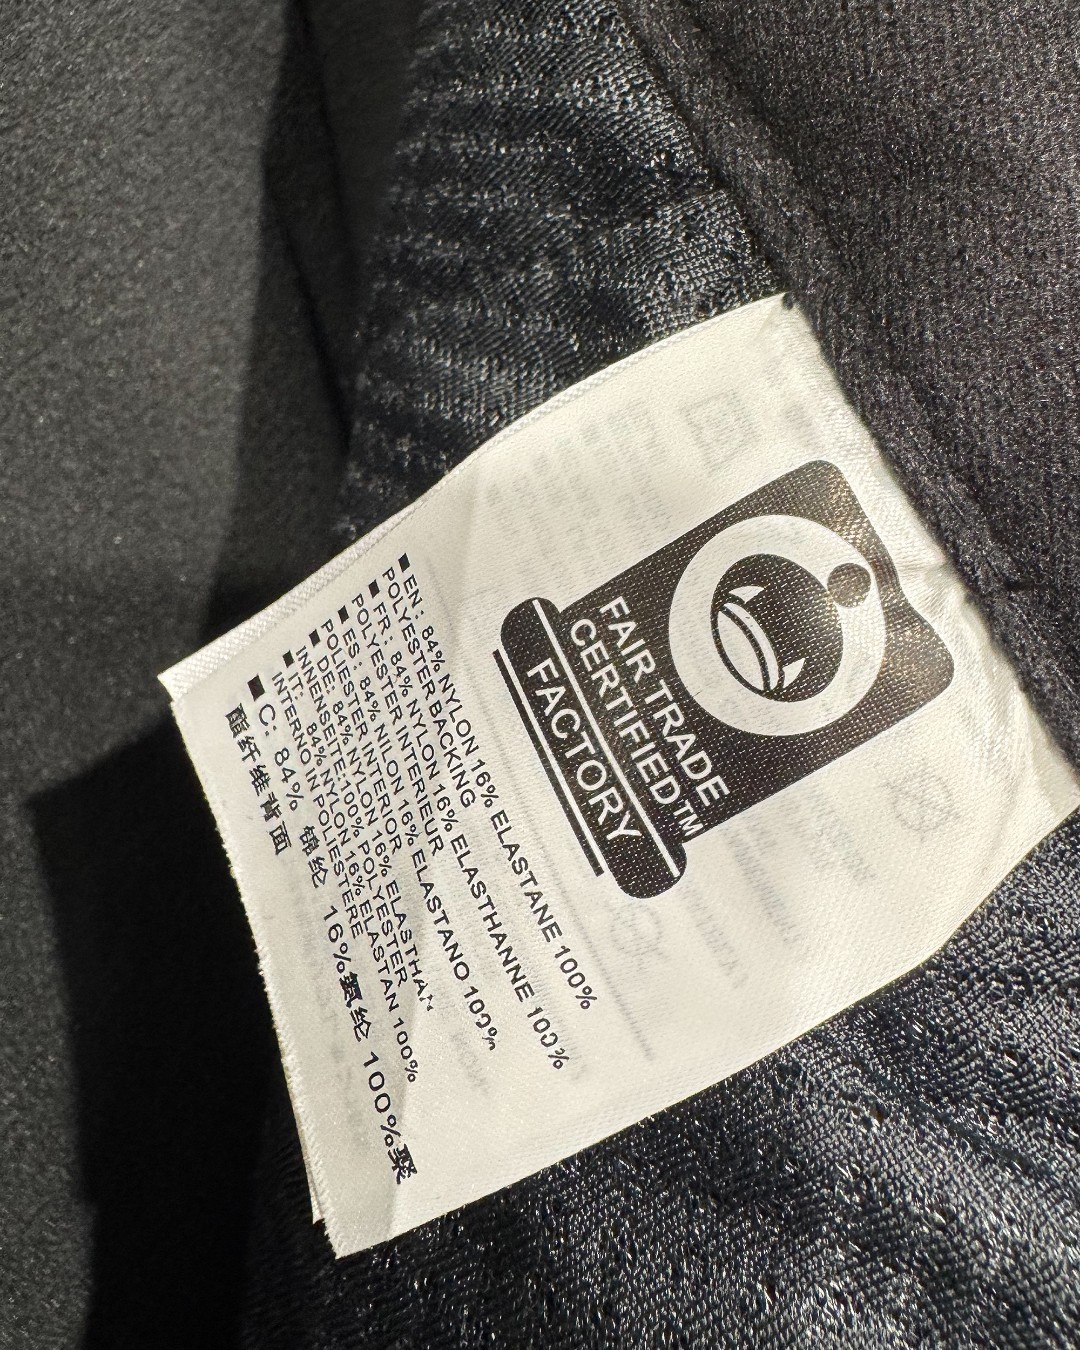 FAIR TRADE
CERTIFIED™
FACTORY
■ EN: 84% NYLON 16% ELASTANE 100%
POLYESTER BACKING
■ FR: 84% NYLON 16% ELASTHANNE 100%
POLYESTER INTERIEUR
■ ES: 84% NILON 16% ELASTANO 100%
POLIESTER INTERIOR
■ DE: 84% NYLON 16% ELASTHAN
INNENSEITE:100% POLYESTER
■ IT: 84% NYLON 16% ELASTAN 100%
INTERNO IN POLIESTERE
■ C: 84% 锦纶 16%氨纶 100%聚
酯纤维背面